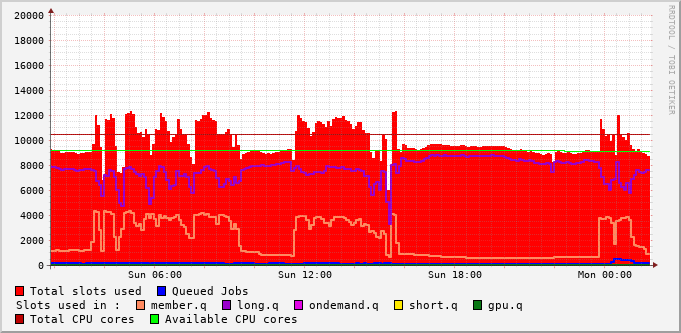 20000
18000
16000
14000
12000
10000
8000
6000
4000
2000
0
Sun 06:00 Sun 12:00 Sun 18:00 Mon 00:00
RRDTOOL / TOBI OETIKER
Total slots used Queued Jobs
Slots used in : member.q long.q ondemand.q short.q gpu.q
Total CPU cores Available CPU cores